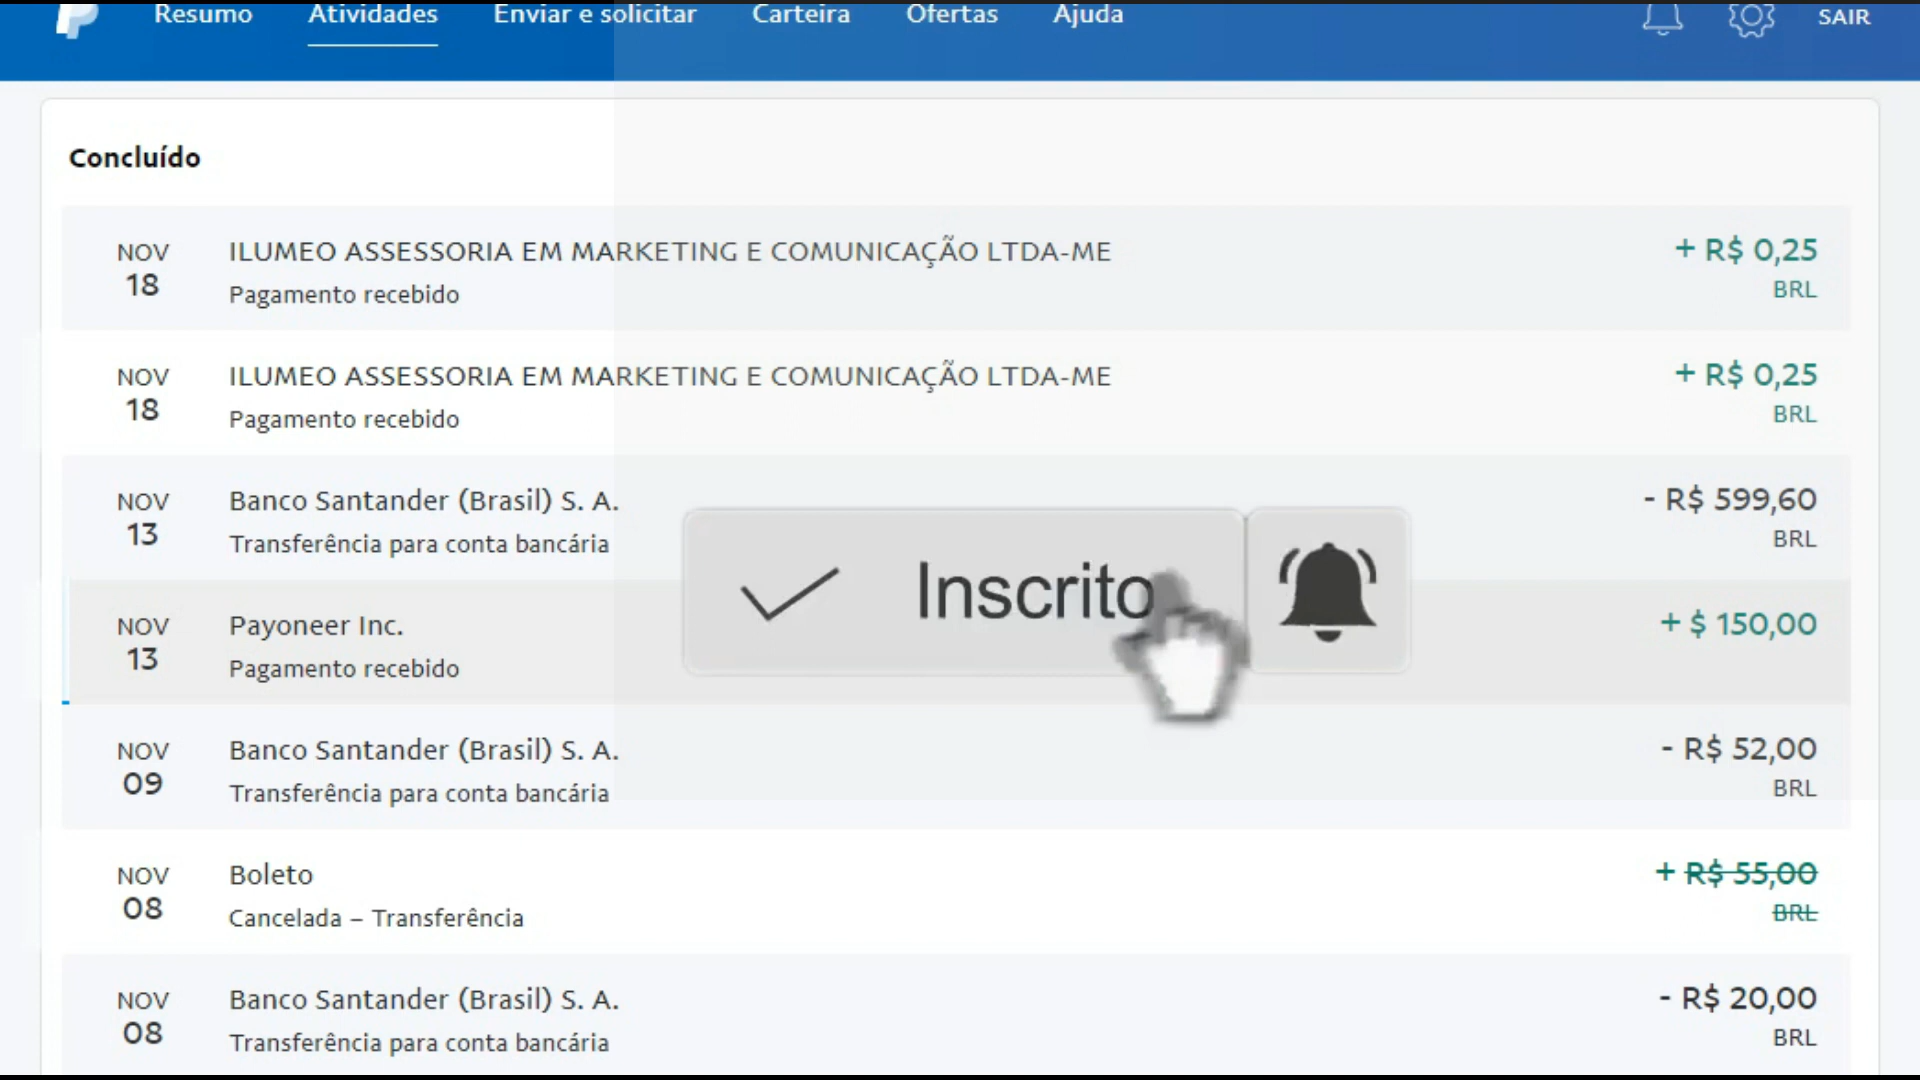 Resumo Atividades Enviar e solicitar Carteira Ofertas Ajuda SAIR
Concluído
NOV 18 ILUMEO ASSESSORIA EM MARKETING E COMUNICAÇÃO LTDA-ME + R$ 0,25
Pagamento recebido BRL
NOV 18 ILUMEO ASSESSORIA EM MARKETING E COMUNICAÇÃO LTDA-ME + R$ 0,25
Pagamento recebido BRL
NOV 13 Banco Santander (Brasil) S. A. - R$ 599,60
Transferência para conta bancária BRL
Inscrito
NOV 13 Payoneer Inc. + $ 150,00
Pagamento recebido
NOV 09 Banco Santander (Brasil) S. A. - R$ 52,00
Transferência para conta bancária BRL
NOV 08 Boleto + R$ 55,00
Cancelada – Transferência BRL
NOV 08 Banco Santander (Brasil) S. A. - R$ 20,00
Transferência para conta bancária BRL